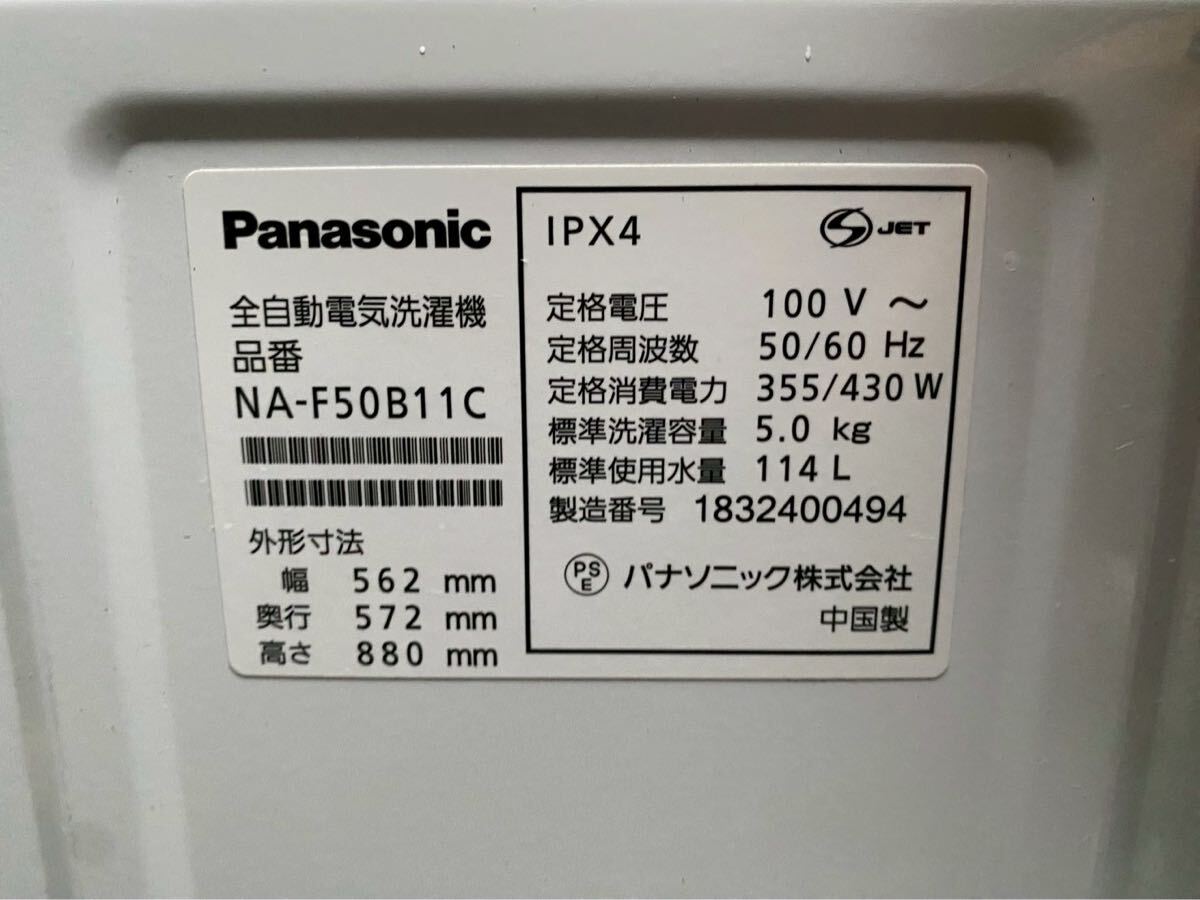 Panasonic
全自動電気洗濯機
品番
NA-F50B11C
外形寸法
幅 562 mm
奥行 572 mm
高さ 880 mm
IPX4
S JET
定格電圧 100 V ～
定格周波数 50/60 Hz
定格消費電力 355/430 W
標準洗濯容量 5.0 kg
標準使用水量 114 L
製造番号 1832400494
PS
E パナソニック株式会社
中国製